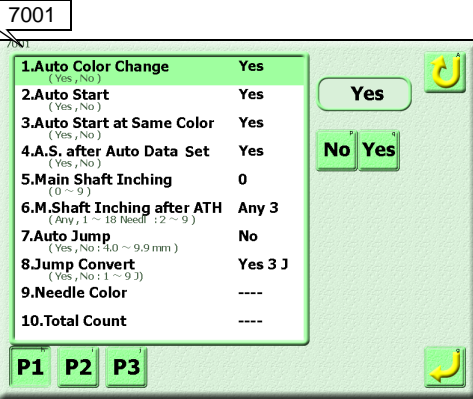 7001
7001
1.Auto Color Change Yes
(Yes,No)
2.Auto Start Yes
(Yes,No)
3.Auto Start at Same Color Yes
(Yes,No)
4.A.S. after Auto Data Set Yes
(Yes,No)
5.Main Shaft Inching 0
(0 ~ 9)
6.M.Shaft Inching after ATH Any 3
(Any, 1 ~ 18 Needl : 2 ~ 9)
7.Auto Jump No
(Yes, No: 4.0 ~ 9.9 mm)
8.Jump Convert Yes 3 J
(Yes, No: 1 ~ 9 J)
9.Needle Color ----
10.Total Count ----
A
Yes
P q
No Yes
h i j
P1 P2 P3